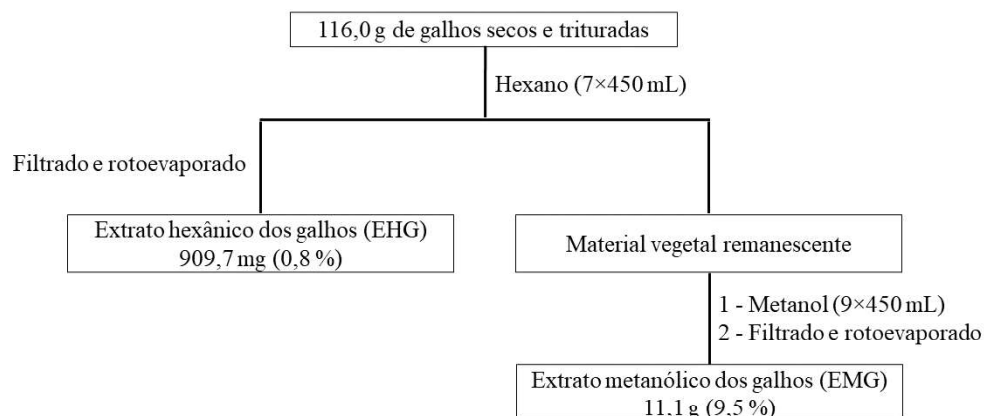 116,0 g de galhos secos e trituradas
Hexano (7×450 mL)
Filtrado e rotoevaporado
Extrato hexânico dos galhos (EHG)
909,7 mg (0,8 %)
Material vegetal remanescente
1 - Metanol (9×450 mL)
2 - Filtrado e rotoevaporado
Extrato metanólico dos galhos (EMG)
11,1 g (9,5 %)